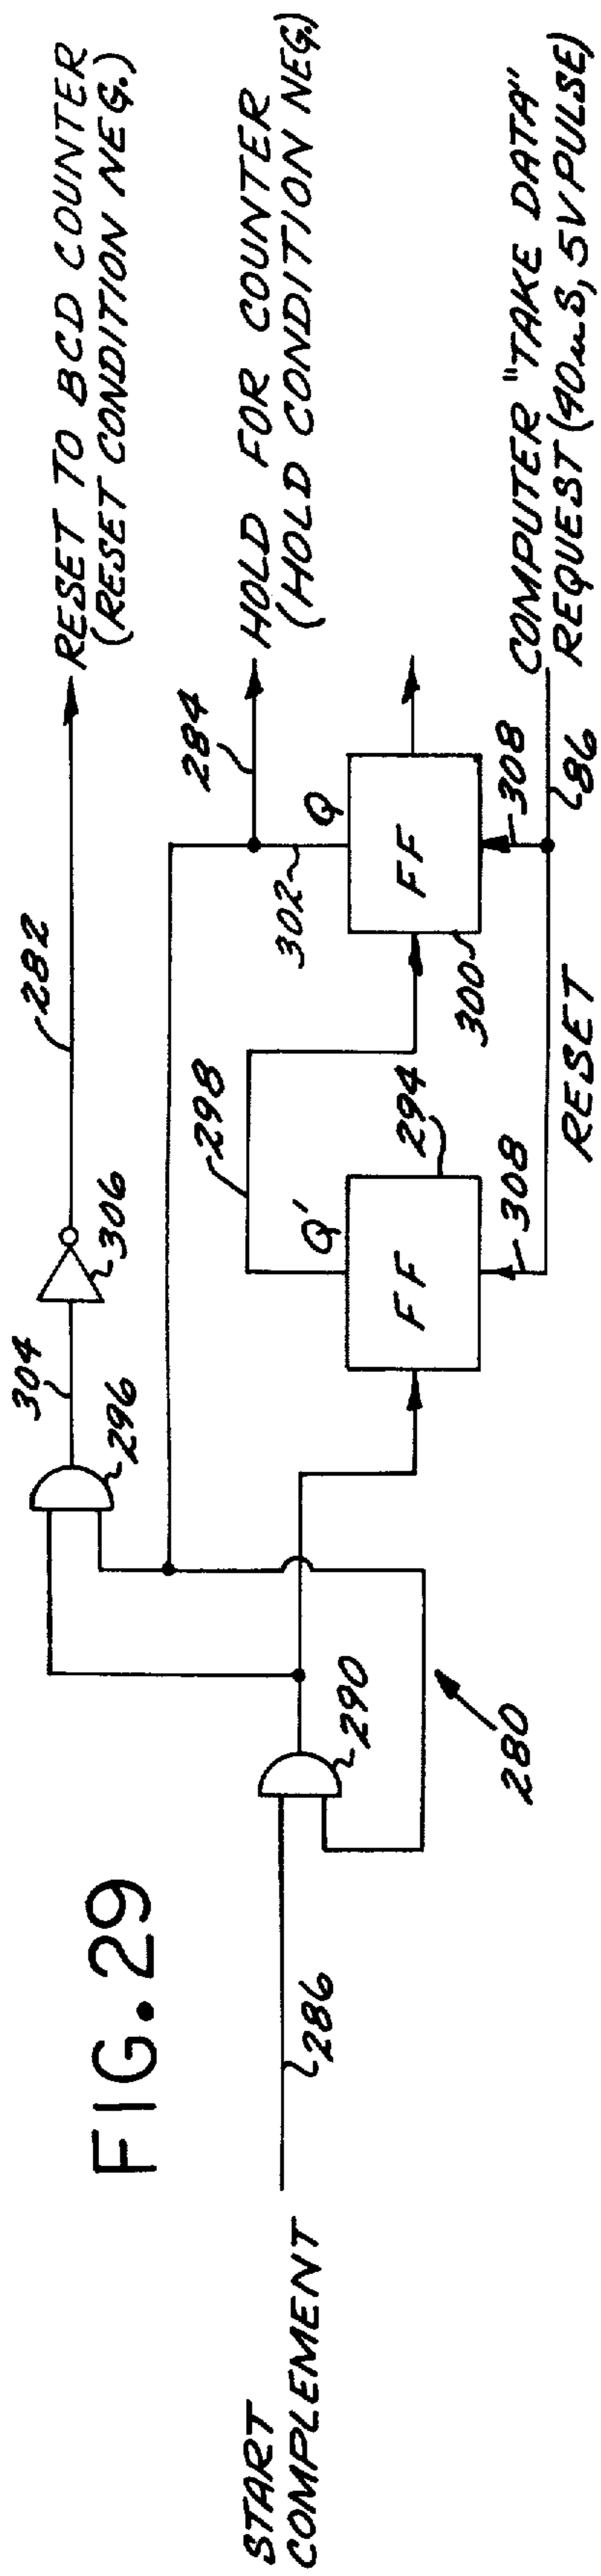 FIG. 29
RESET TO BCD COUNTER
(RESET CONDITION NEG.)
282
304
306
296
HOLD FOR COUNTER
(HOLD CONDITION NEG.)
284
302
Q
298
Q'
FF
FF
300
294
308
308
COMPUTER "TAKE DATA"
REQUEST (40μS, 5V PULSE)
86
RESET
290
280
286
START
COMPLEMENT